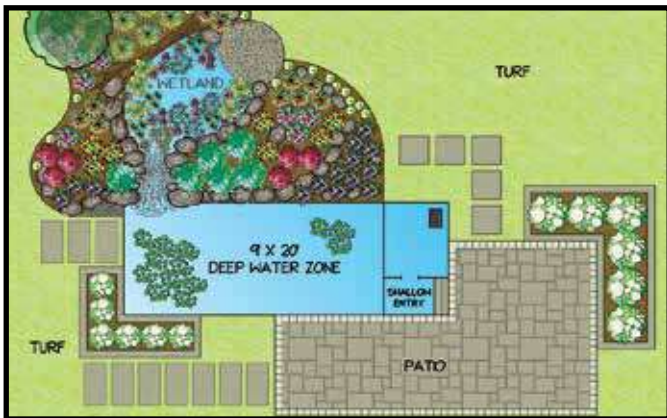 WETLAND
TURF
9 X 20'
DEEP WATER ZONE
SHALLOW
ENTRY
TURF
PATIO